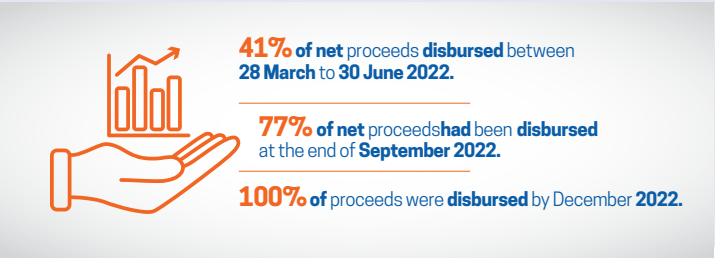 41% of net proceeds disbursed between
28 March to 30 June 2022.
77% of net proceedshad been disbursed
at the end of September 2022.
100% of proceeds were disbursed by December 2022.